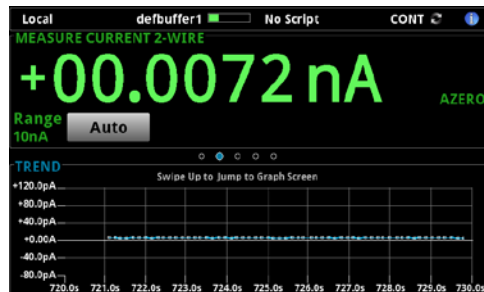 Local defbuffer1 No Script CONT
MEASURE CURRENT 2-WIRE
+00.0072 nA
AZERO
Range
10nA
Auto
TREND
Swipe Up to Jump to Graph Screen
+120.0pA
+80.0pA
+40.0pA
+0.00A
-40.0pA
-80.0pA
720.0s 721.0s 722.0s 723.0s 724.0s 725.0s 726.0s 727.0s 728.0s 729.0s 730.0s